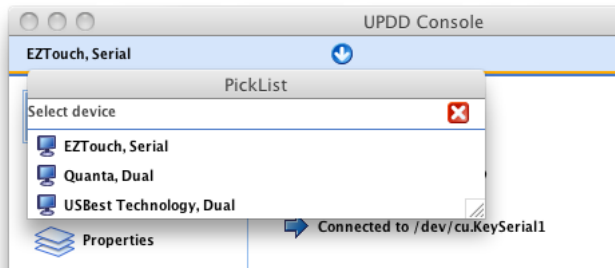 UPDD Console
EZTouch, Serial
PickList
Select device
EZTouch, Serial
Quanta, Dual
USBest Technology, Dual
Connected to /dev/cu.KeySerial1
Properties